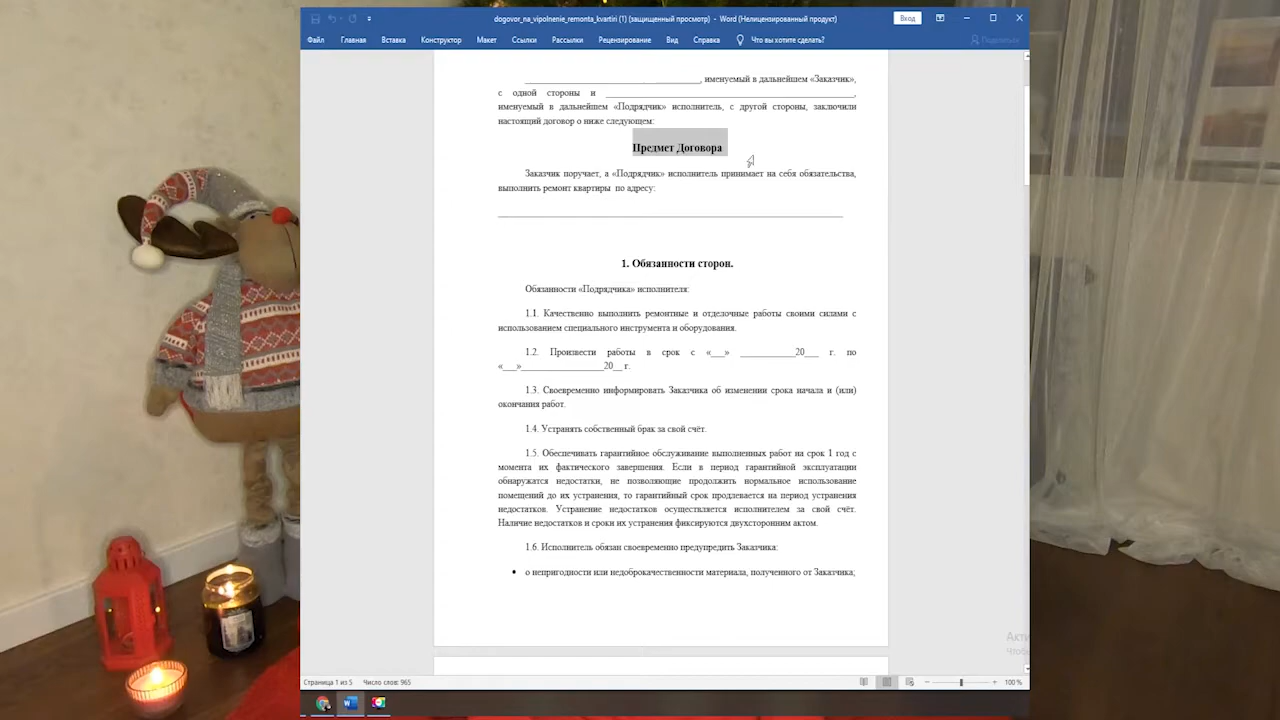 dogovor_na_vipolnenie_remonta_kvartiri (1) (защищенный просмотр) - Word (Нелицензированный продукт)
Вход
Файл Главная Вставка Конструктор Макет Ссылки Рассылки Рецензирование Вид Справка Что вы хотите сделать? Поделиться
___________________________________, именуемый в дальнейшем «Заказчик»,
с одной стороны и __________________________________________________,
именуемый в дальнейшем «Подрядчик» исполнитель, с другой стороны, заключили
настоящий договор о ниже следующем:
Предмет Договора
Заказчик поручает, а «Подрядчик» исполнитель принимает на себя обязательства,
выполнить ремонт квартиры по адресу:
_____________________________________________________________________
1. Обязанности сторон.
Обязанности «Подрядчика» исполнителя:
1.1. Качественно выполнить ремонтные и отделочные работы своими силами с
использованием специального инструмента и оборудования.
1.2. Произвести работы в срок с «___» ___________20___ г. по
«___»_________________20__ г.
1.3. Своевременно информировать Заказчика об изменении срока начала и (или)
окончания работ.
1.4. Устранять собственный брак за свой счёт.
1.5. Обеспечивать гарантийное обслуживание выполненных работ на срок 1 год с
момента их фактического завершения. Если в период гарантийной эксплуатации
обнаружатся недостатки, не позволяющие продолжить нормальное использование
помещений до их устранения, то гарантийный срок продлевается на период устранения
недостатков. Устранение недостатков осуществляется исполнителем за свой счёт.
Наличие недостатков и сроки их устранения фиксируются двухсторонним актом.
1.6. Исполнитель обязан своевременно предупредить Заказчика:
• о непригодности или недоброкачественности материала, полученного от Заказчика;
Акти
Чтобы
Страница 1 из 5 Число слов: 965
100 %